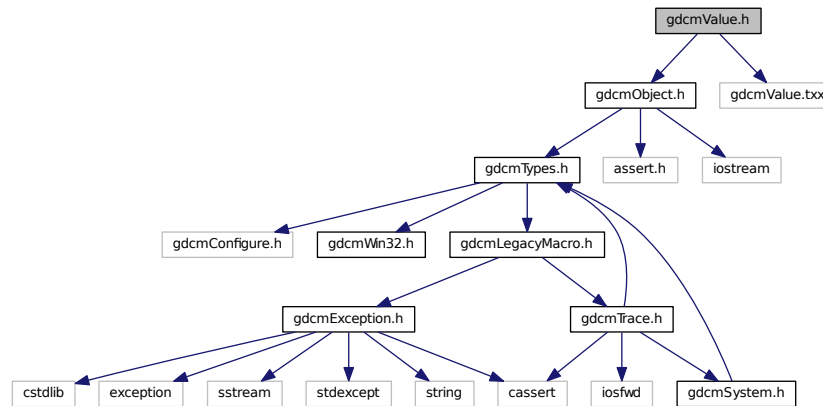 gdcmValue.h
gdcmObject.h
gdcmValue.txx
gdcmTypes.h
assert.h
iostream
gdcmConfigure.h
gdcmWin32.h
gdcmLegacyMacro.h
gdcmException.h
gdcmTrace.h
cstdlib
exception
sstream
stdexcept
string
cassert
iosfwd
gdcmSystem.h